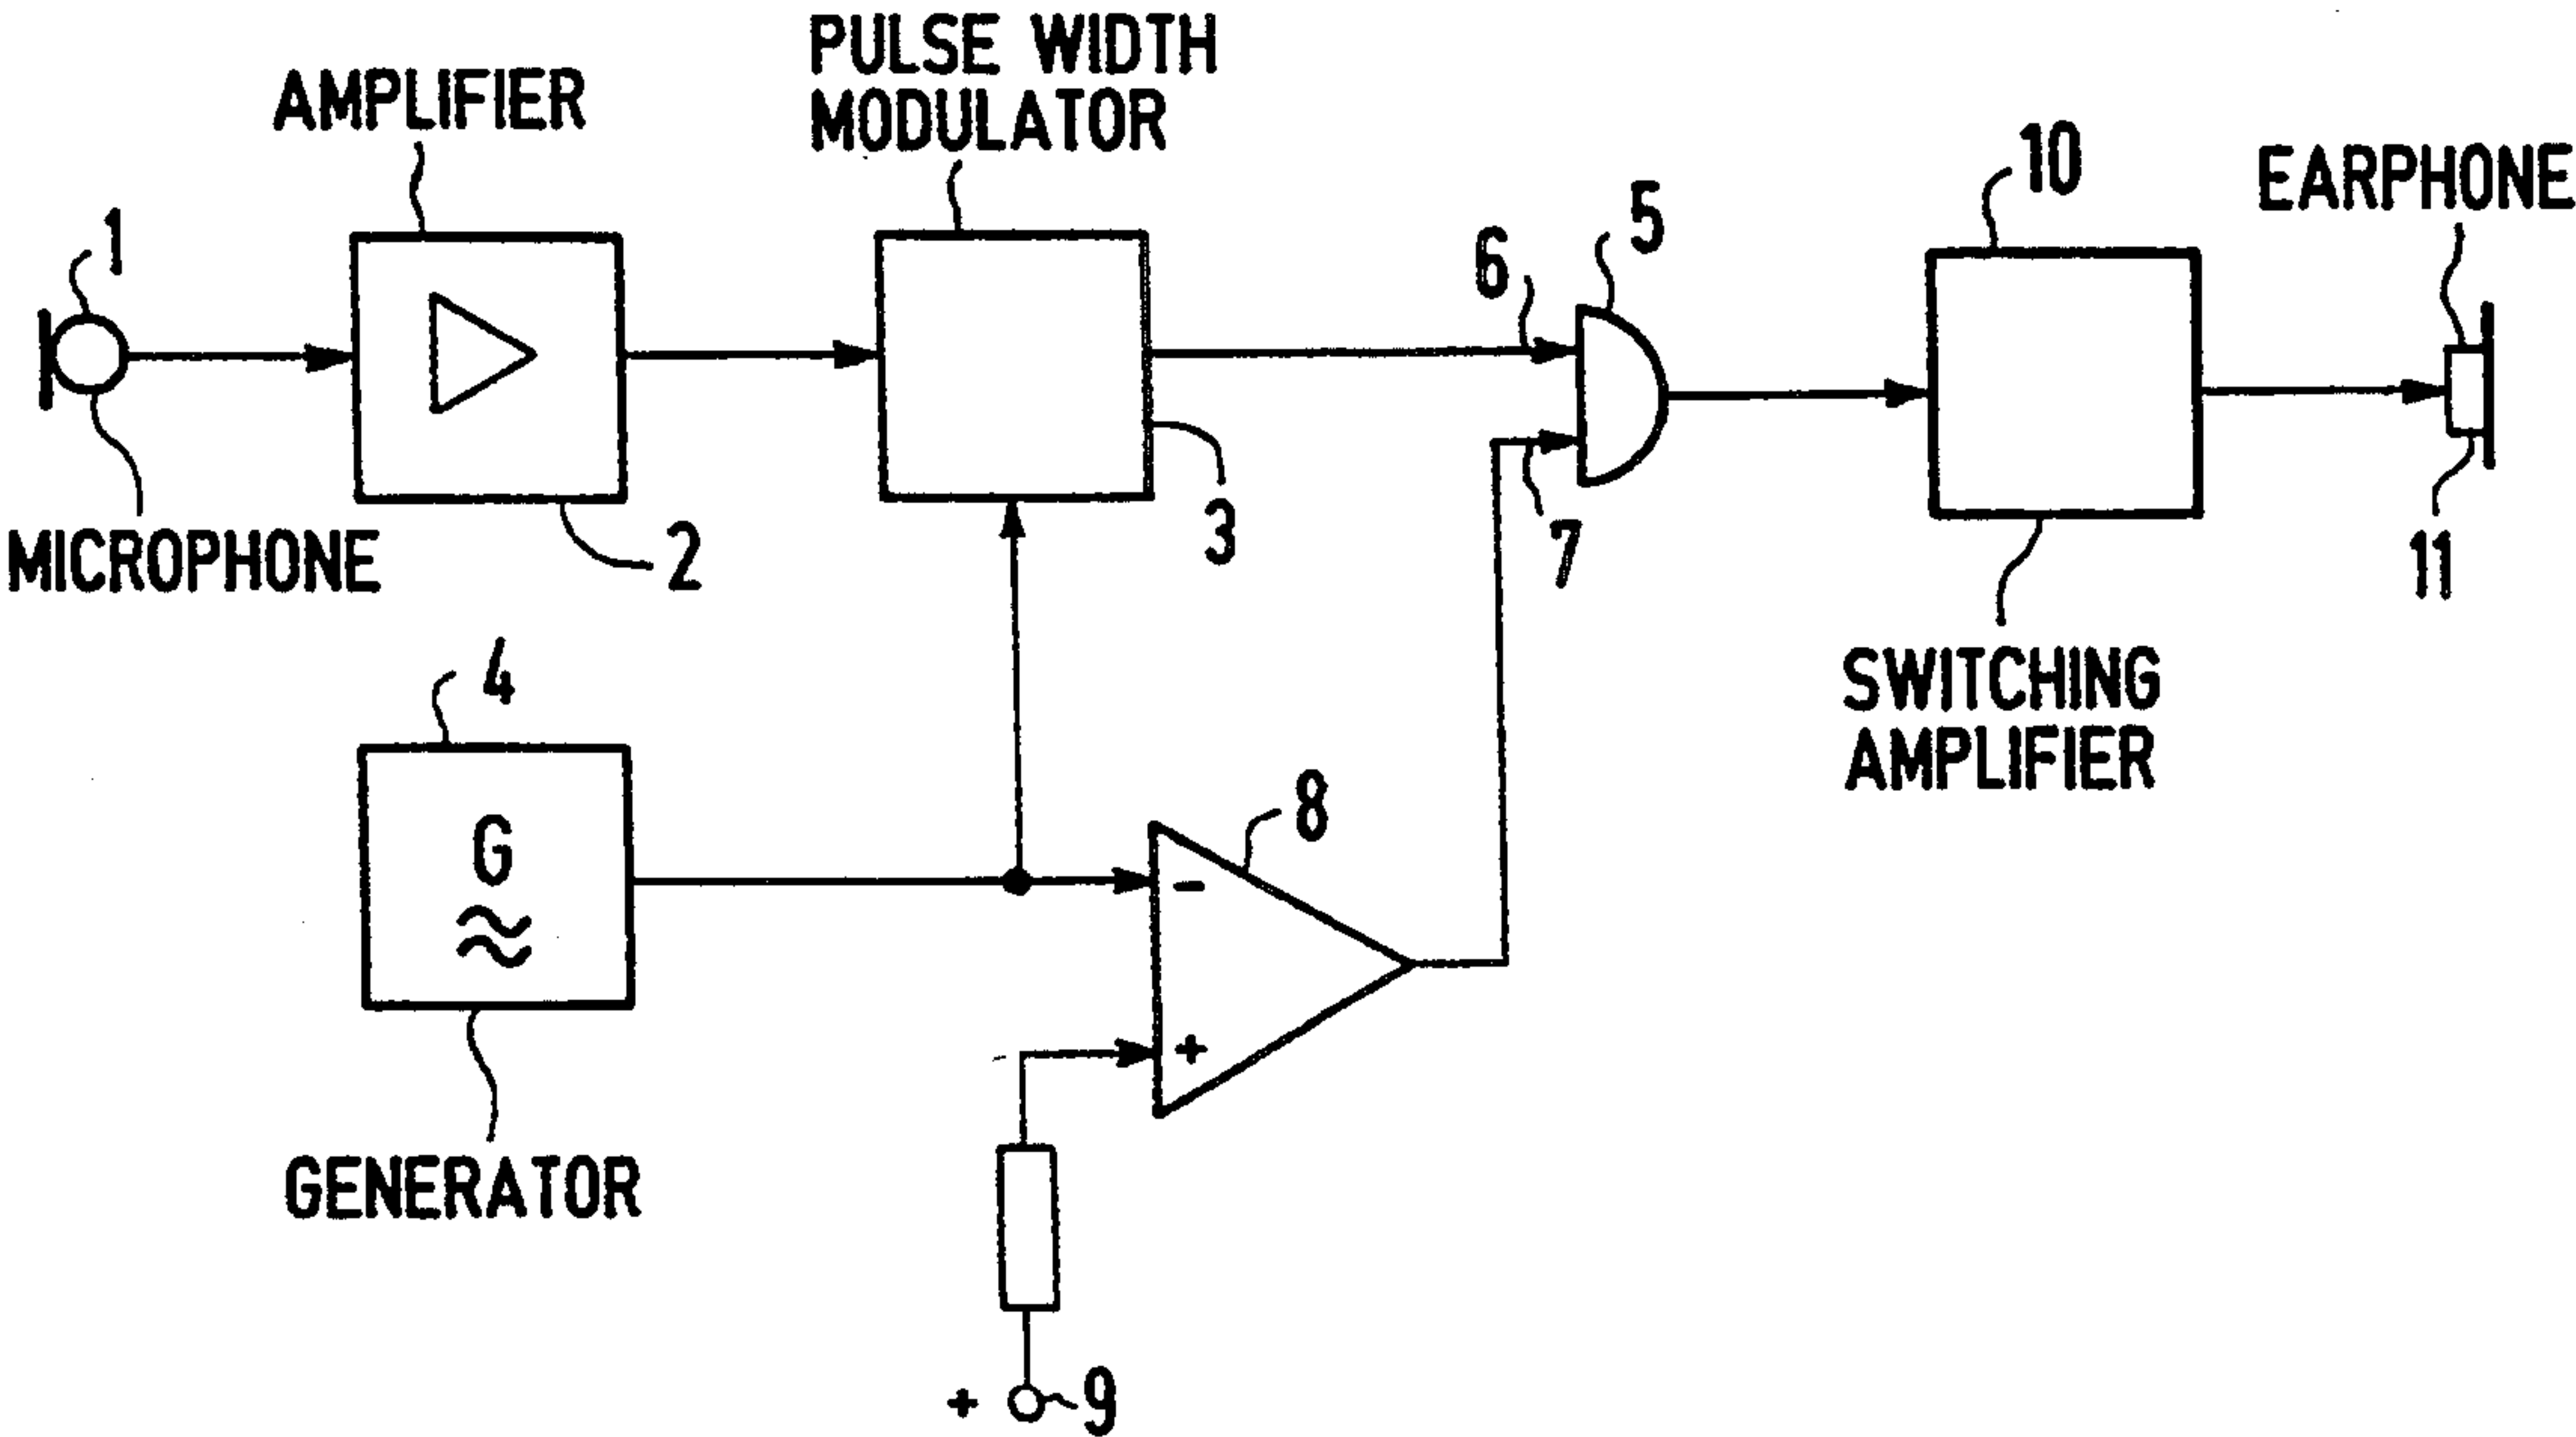 PULSE WIDTH
MODULATOR
AMPLIFIER
10
EARPHONE
1
5
6
MICROPHONE
2
3
7
11
4
SWITCHING
AMPLIFIER
G
8
-
+
GENERATOR
+
9